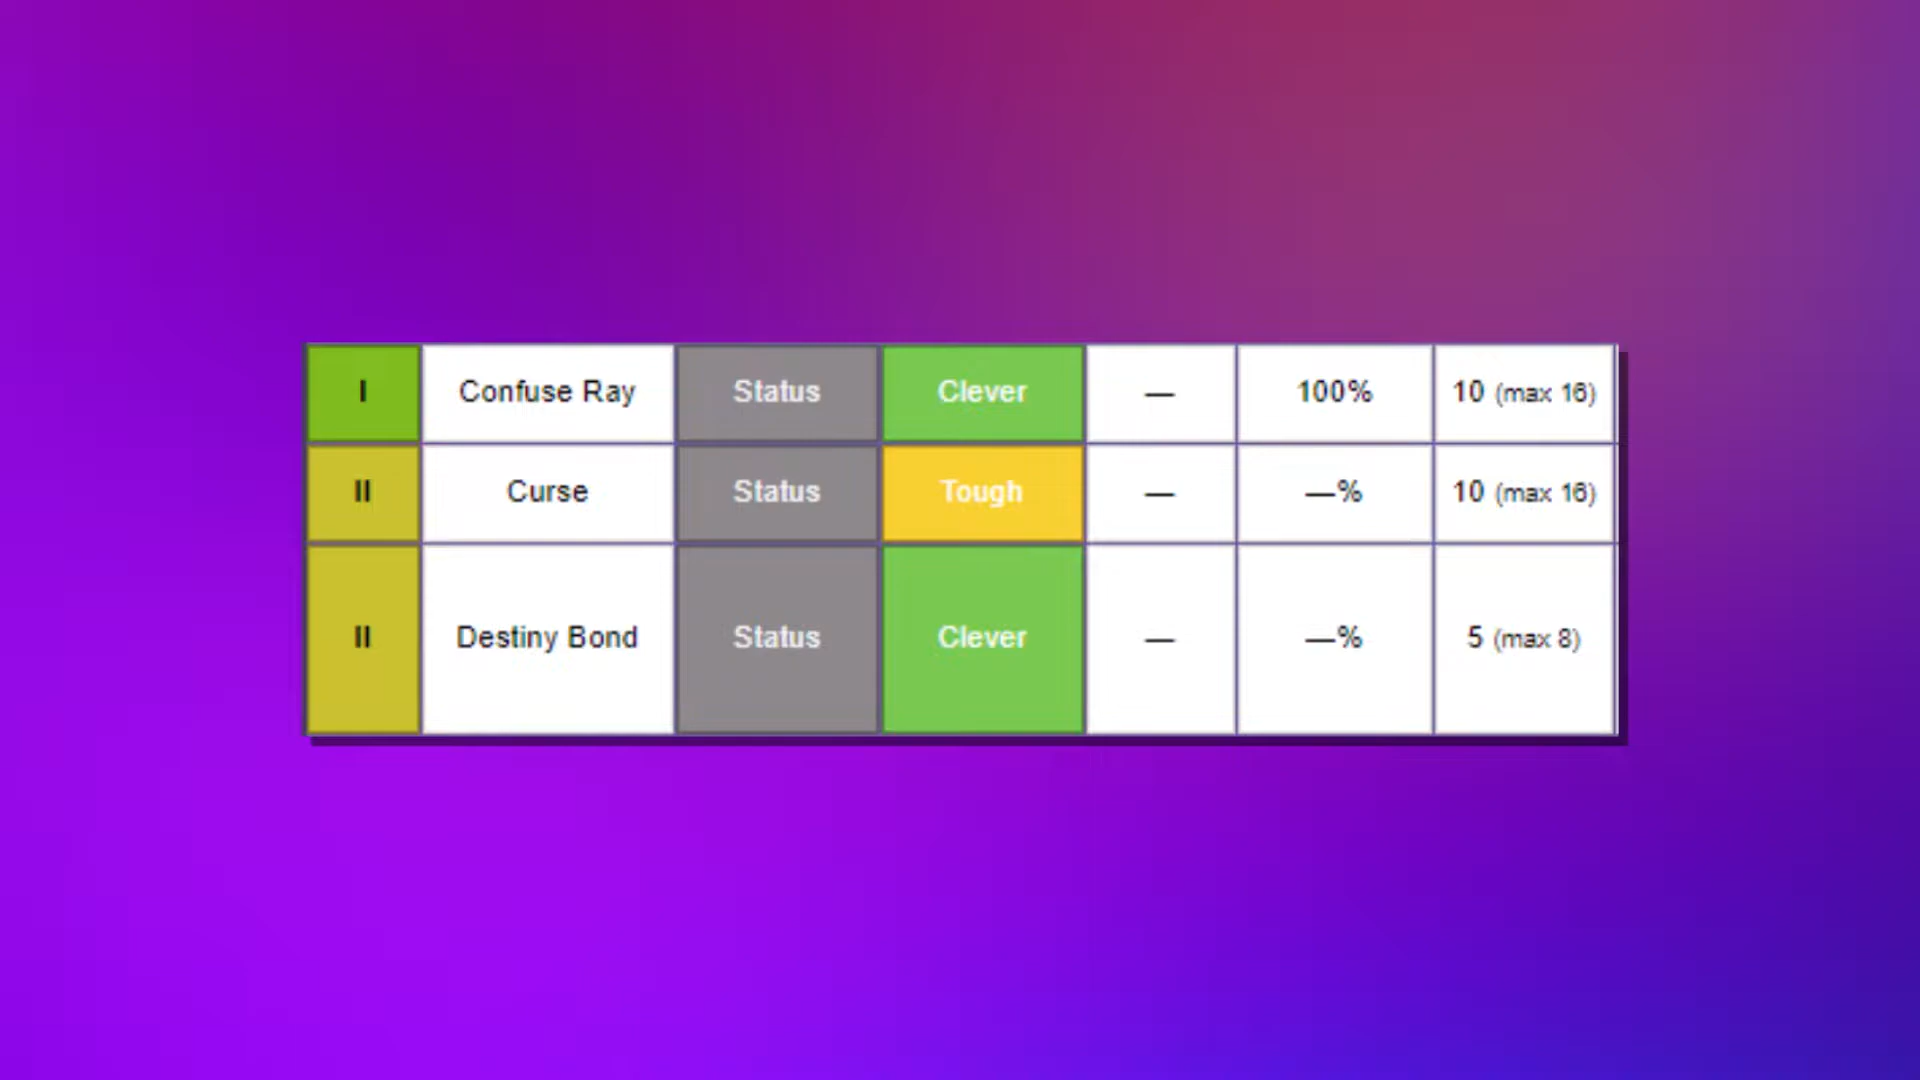 I Confuse Ray Status Clever — 100% 10 (max 16)
II Curse Status Tough — —% 10 (max 16)
II Destiny Bond Status Clever — —% 5 (max 8)